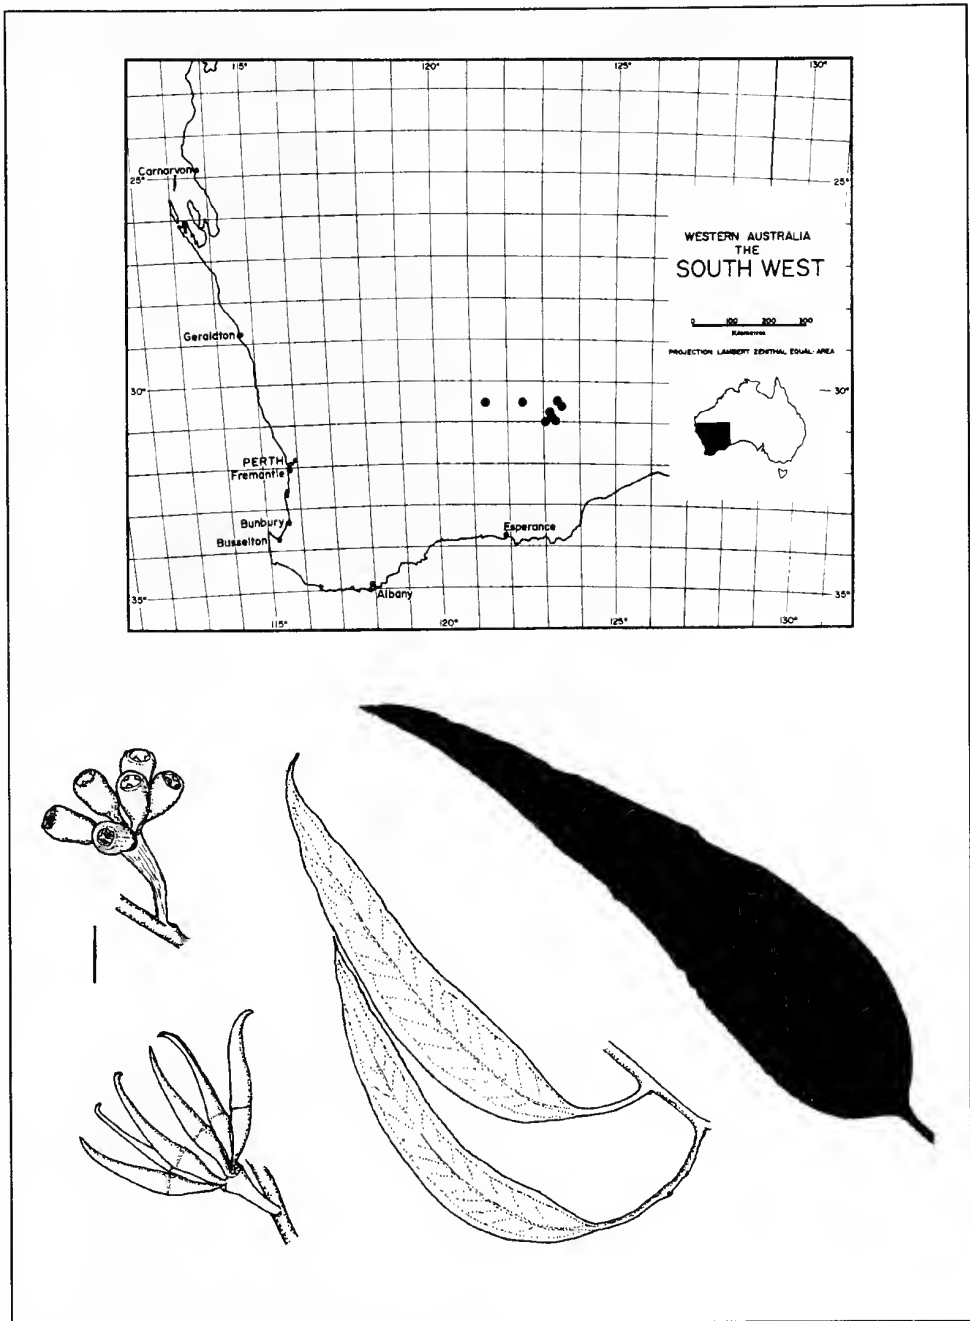 115° 120° 125° 130°
Carnarvon
25° 25°
WESTERN AUSTRALIA
THE
SOUTH WEST
0 100 200 300
Kilometres
Geraldton
PROJECTION LAMBERT ZENITHAL EQUAL-AREA
30° 30°
PERTH
Fremantle
Bunbury
Esperance
Busselton
Albany
35° 35°
115° 120° 125° 130°